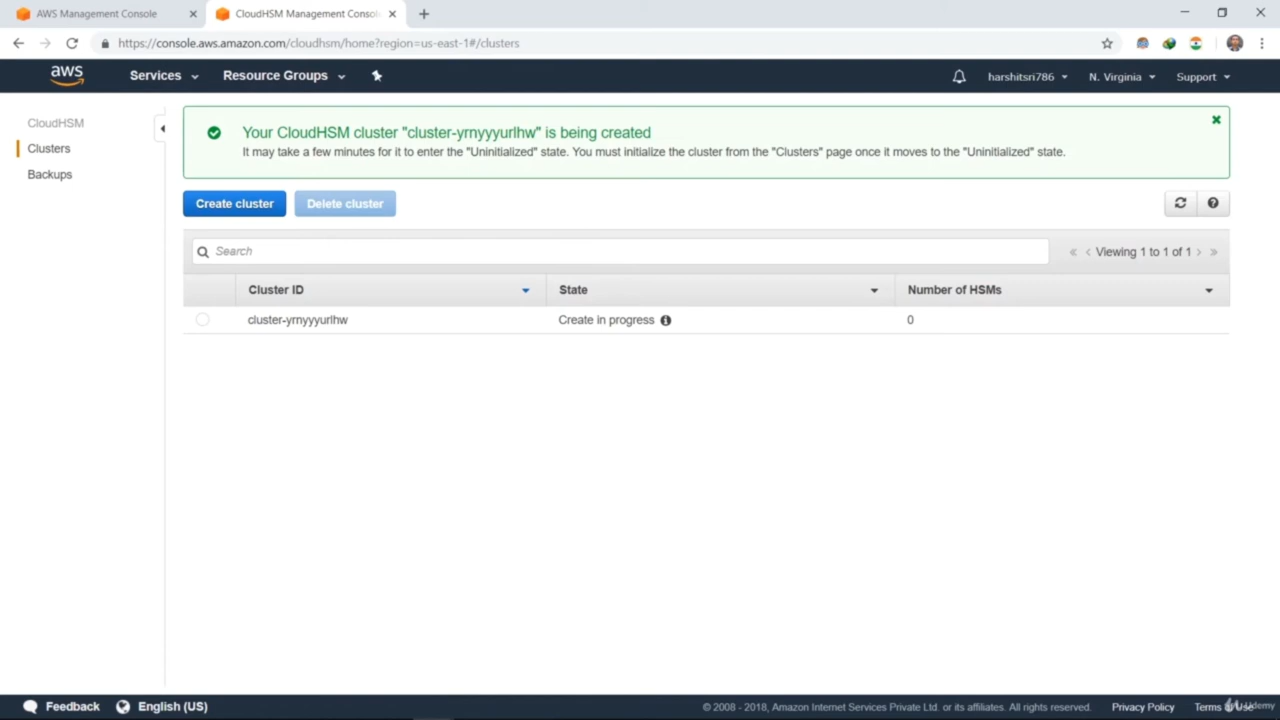 AWS Management Console
CloudHSM Management Consol
https://console.aws.amazon.com/cloudhsm/home?region=us-east-1#/clusters
aws
Services
Resource Groups
harshitsri786
N. Virginia
Support
CloudHSM
Clusters
Backups
Your CloudHSM cluster "cluster-yrnyyyurlhw" is being created
It may take a few minutes for it to enter the "Uninitialized" state. You must initialize the cluster from the "Clusters" page once it moves to the "Uninitialized" state.
Create cluster
Delete cluster
Search
« ‹ Viewing 1 to 1 of 1 › »
Cluster ID
State
Number of HSMs
cluster-yrnyyyurlhw
Create in progress
0
Feedback
English (US)
© 2008 - 2018, Amazon Internet Services Private Ltd. or its affiliates. All rights reserved.
Privacy Policy
Terms of Use
Udemy